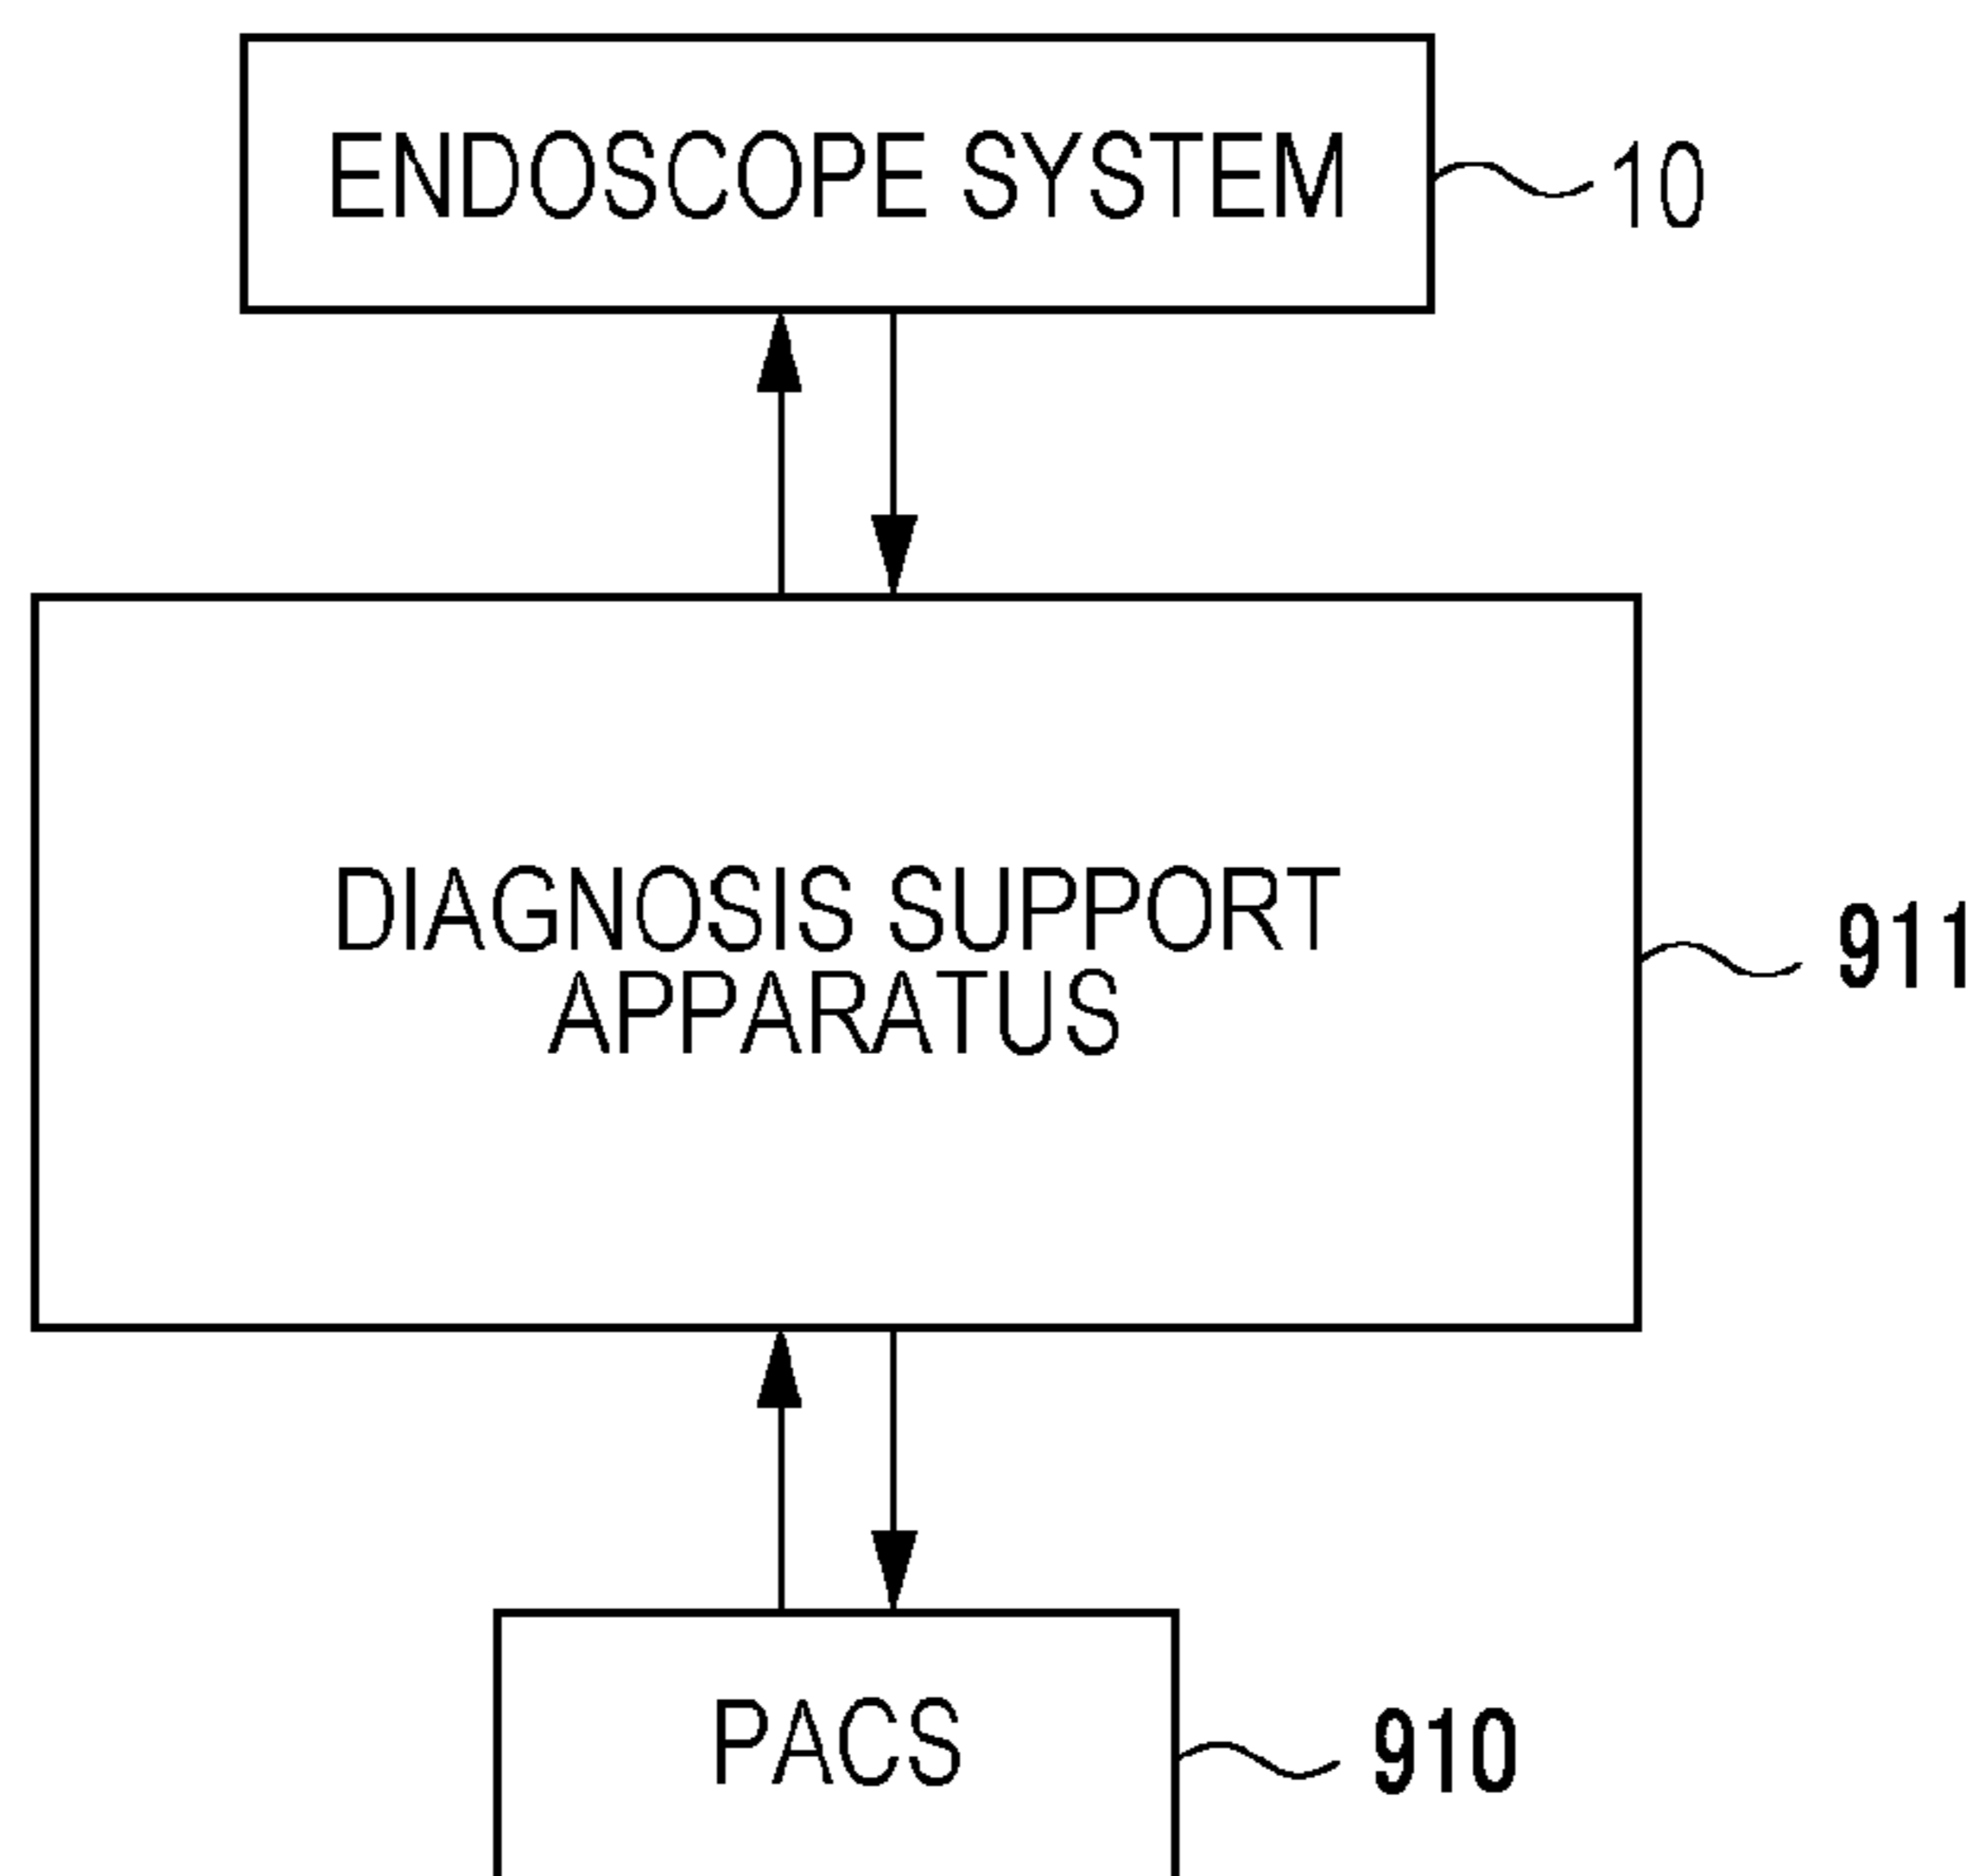 ENDOSCOPE SYSTEM 10
DIAGNOSIS SUPPORT
APPARATUS
911
PACS 910